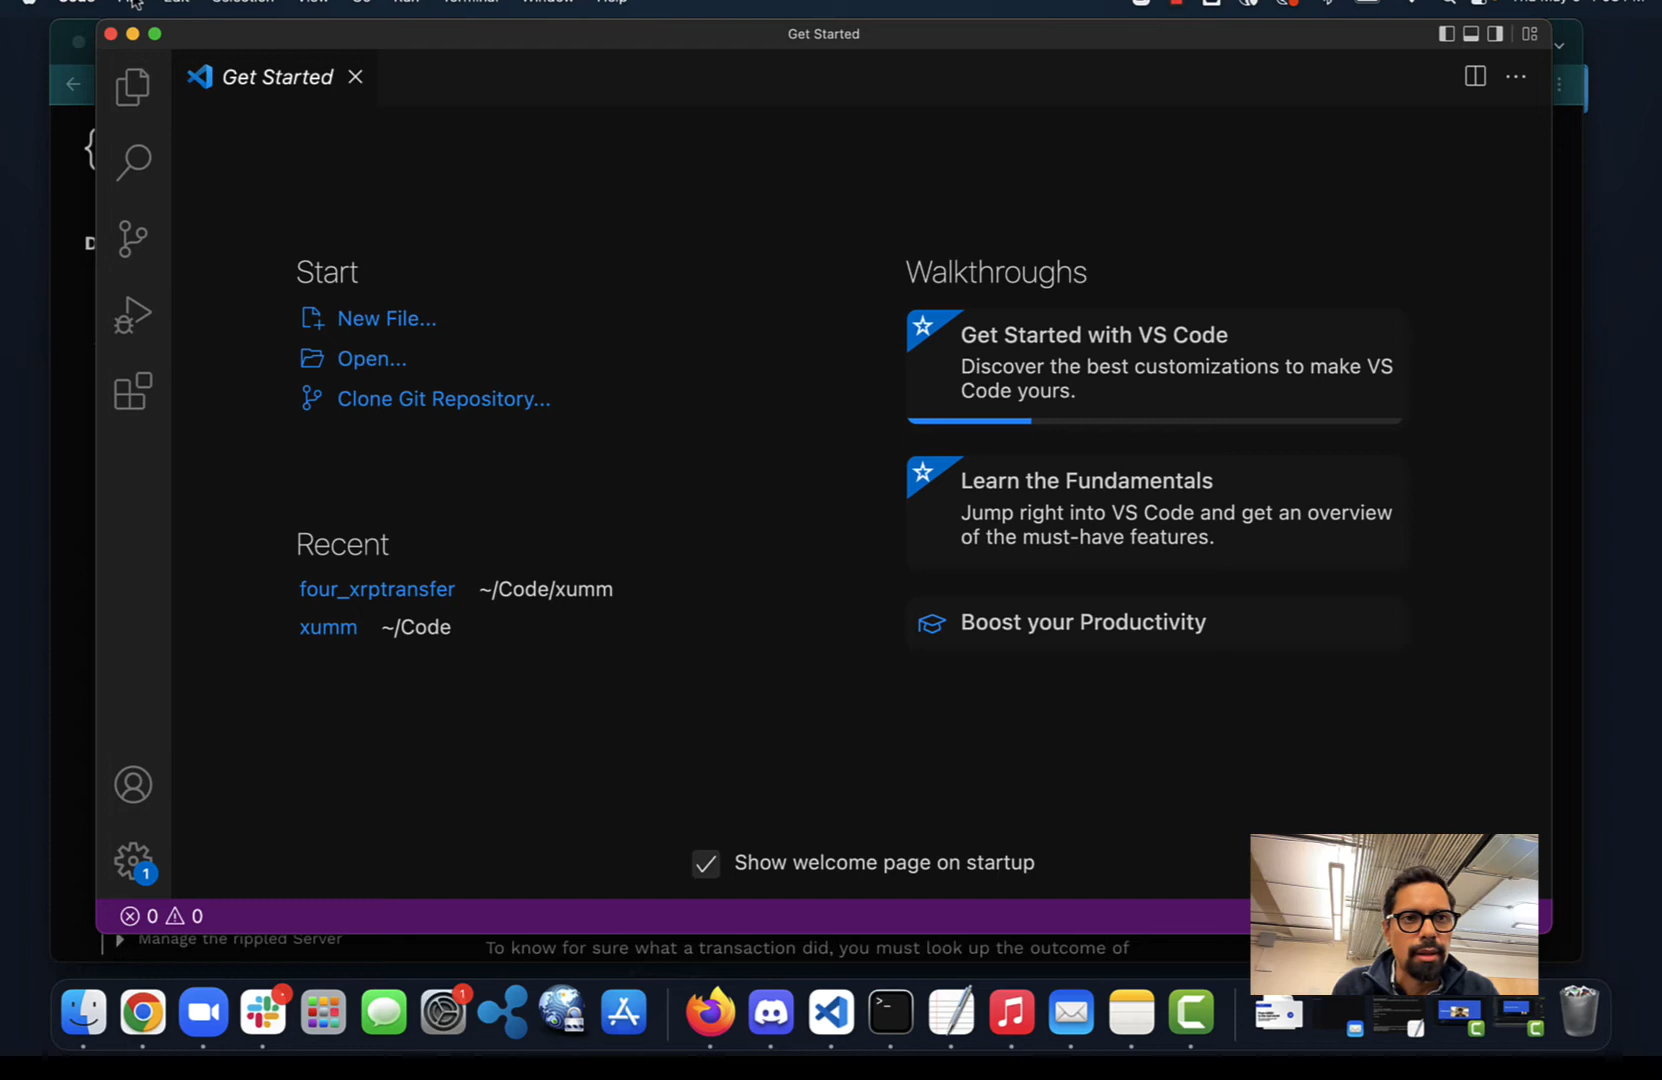 Get Started
Get Started
{
D
Start
New File...
Open...
Clone Git Repository...
Recent
four_xrptransfer ~/Code/xumm
xumm ~/Code
Walkthroughs
Get Started with VS Code
Discover the best customizations to make VS
Code yours.
Learn the Fundamentals
Jump right into VS Code and get an overview
of the must-have features.
Boost your Productivity
1
Show welcome page on startup
0 0
Manage the rippled Server
To know for sure what a transaction did, you must look up the outcome of
1
>_